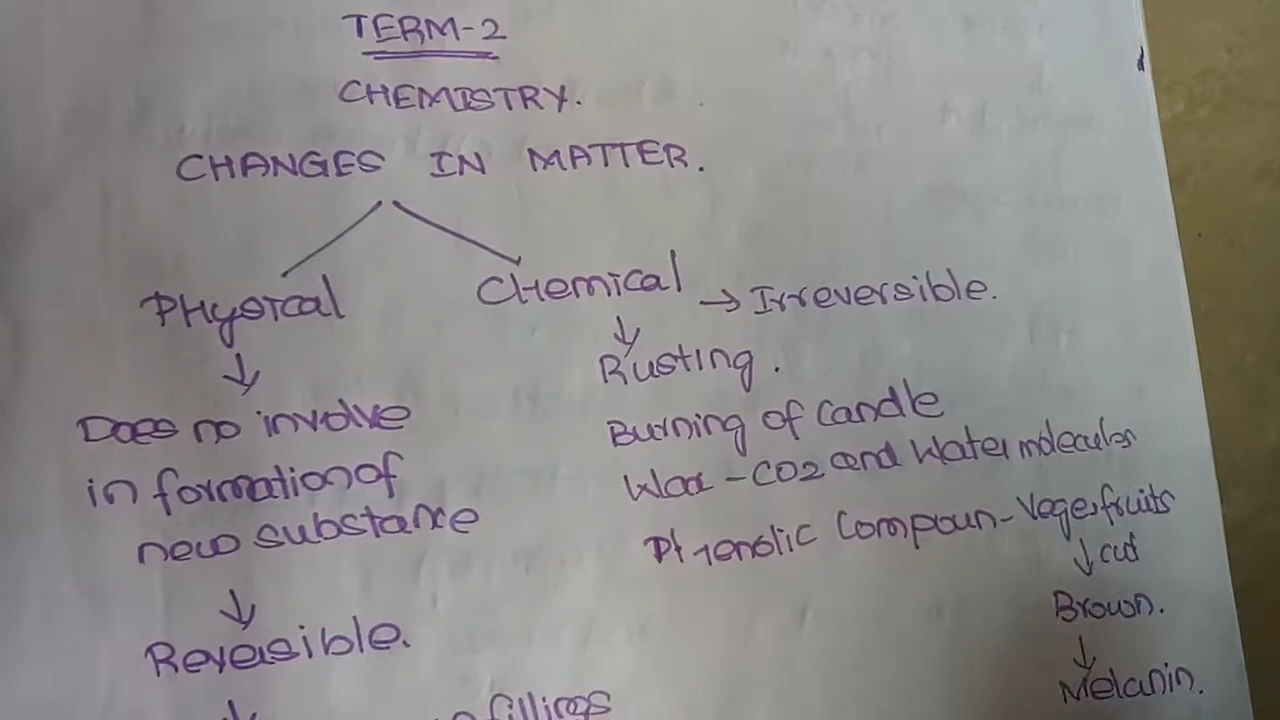 TERM-2
CHEMISTRY.
CHANGES IN MATTER.
Physical
Chemical → Irreversible.
↓
Does no involve
in formation of
new substance
↓
Reversible.
↓
Rusting.
Burning of Candle
Wax - CO2 and Water molecules
Phenolic Compoun - Vege, fruits
↓ cut
Brown.
↓
Melanin.
fillings